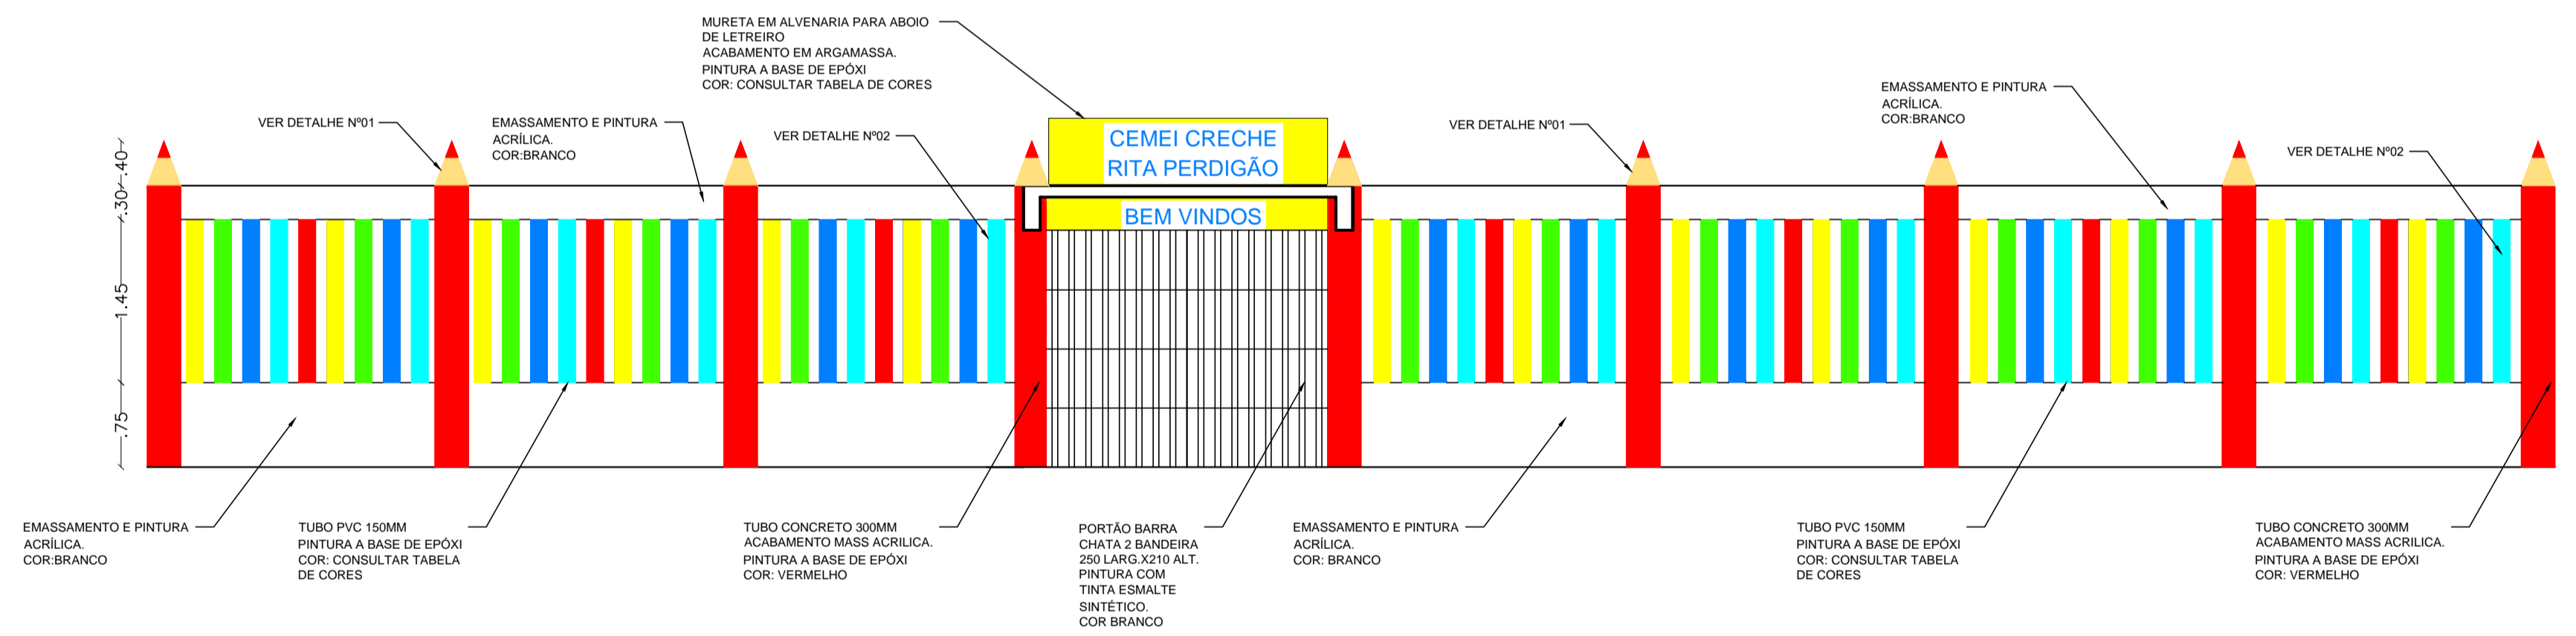 MURETA EM ALVENARIA PARA ABOIO
DE LETREIRO
ACABAMENTO EM ARGAMASSA.
PINTURA A BASE DE EPÓXI
COR: CONSULTAR TABELA DE CORES
VER DETALHE Nº01
EMASSAMENTO E PINTURA
ACRÍLICA.
COR:BRANCO
VER DETALHE Nº02
CEMEI CRECHE
RITA PERDIGÃO
BEM VINDOS
VER DETALHE Nº01
EMASSAMENTO E PINTURA
ACRÍLICA.
COR:BRANCO
VER DETALHE Nº02
.40
.30
1.45
.75
EMASSAMENTO E PINTURA
ACRÍLICA.
COR:BRANCO
TUBO PVC 150MM
PINTURA A BASE DE EPÓXI
COR: CONSULTAR TABELA
DE CORES
TUBO CONCRETO 300MM
ACABAMENTO MASS ACRILICA.
PINTURA A BASE DE EPÓXI
COR: VERMELHO
PORTÃO BARRA
CHATA 2 BANDEIRA
250 LARG.X210 ALT.
PINTURA COM
TINTA ESMALTE
SINTÉTICO.
COR BRANCO
EMASSAMENTO E PINTURA
ACRÍLICA.
COR: BRANCO
TUBO PVC 150MM
PINTURA A BASE DE EPÓXI
COR: CONSULTAR TABELA
DE CORES
TUBO CONCRETO 300MM
ACABAMENTO MASS ACRILICA.
PINTURA A BASE DE EPÓXI
COR: VERMELHO